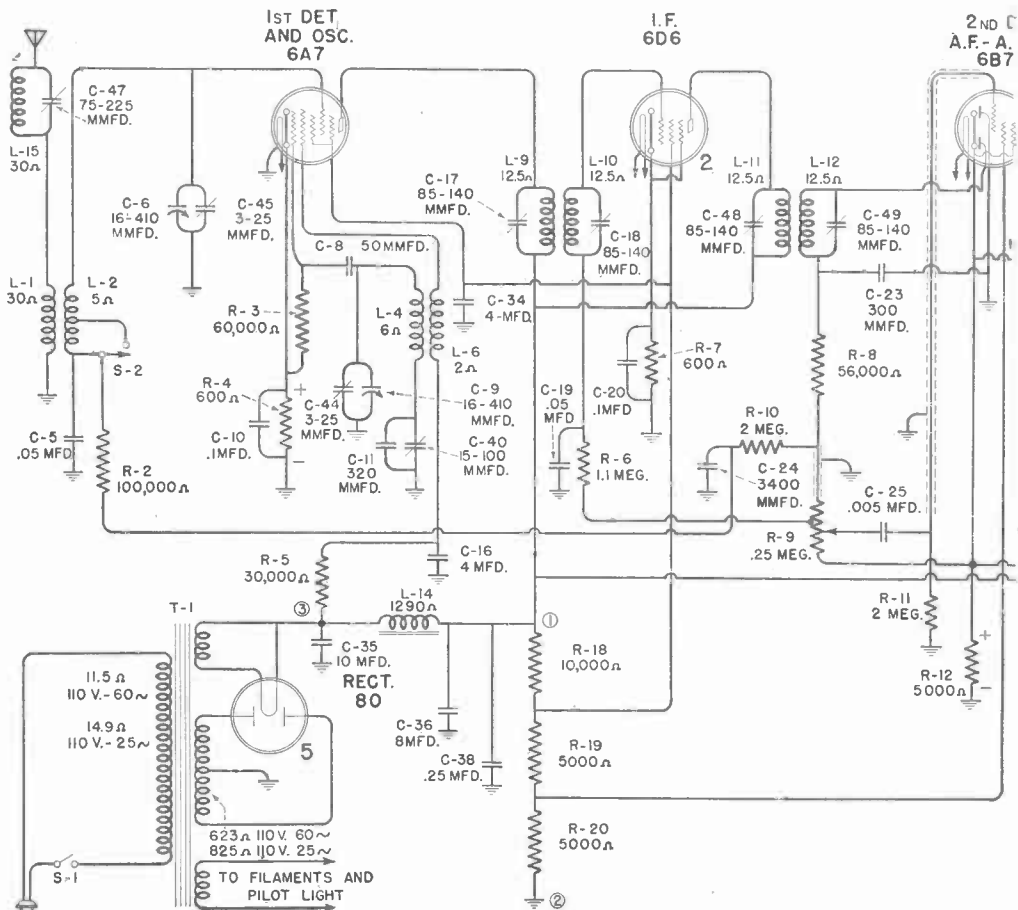 1ST DET.
AND OSC.
6A7
I.F.
6D6
2ND
A.F.-A.
6B7
C-47
75-225
MMFD.
L-15
30Ω
C-6
16-410
MMFD.
C-45
3-25
MMFD.
C-8
50 MMFD.
L-9
12.5Ω
L-10
12.5Ω
C-17
85-140
MMFD.
C-18
85-140
MMFD.
2
L-11
12.5Ω
L-12
12.5Ω
C-48
85-140
MMFD.
C-49
85-140
MMFD.
L-1
30Ω
L-2
5Ω
S-2
R-3
60,000Ω
L-4
6Ω
L-6
2Ω
C-34
4-MFD.
C-23
300
MMFD.
R-4
600Ω
+
−
C-10
.1MFD.
C-44
3-25
MMFD.
C-9
16-410
MMFD.
C-11
320
MMFD.
C-40
15-100
MMFD.
C-19
.05
MFD
C-20
.1MFD
R-7
600Ω
R-8
56,000Ω
C-5
.05 MFD.
R-2
100,000Ω
R-6
1.1 MEG.
R-10
2 MEG.
C-24
3400
MMFD.
C-25
.005 MFD.
R-9
.25 MEG.
R-5
30,000Ω
C-16
4 MFD.
T-1
③
L-14
1290Ω
C-35
10 MFD.
RECT.
80
①
R-18
10,000Ω
R-11
2 MEG.
R-12
5000Ω
+
−
11.5Ω
110 V.-60~
14.9Ω
110 V.-25~
5
C-36
8MFD.
C-38
.25 MFD.
R-19
5000Ω
623Ω 110V. 60~
825Ω 110V. 25~
R-20
5000Ω
S-1
TO FILAMENTS AND
PILOT LIGHT
②